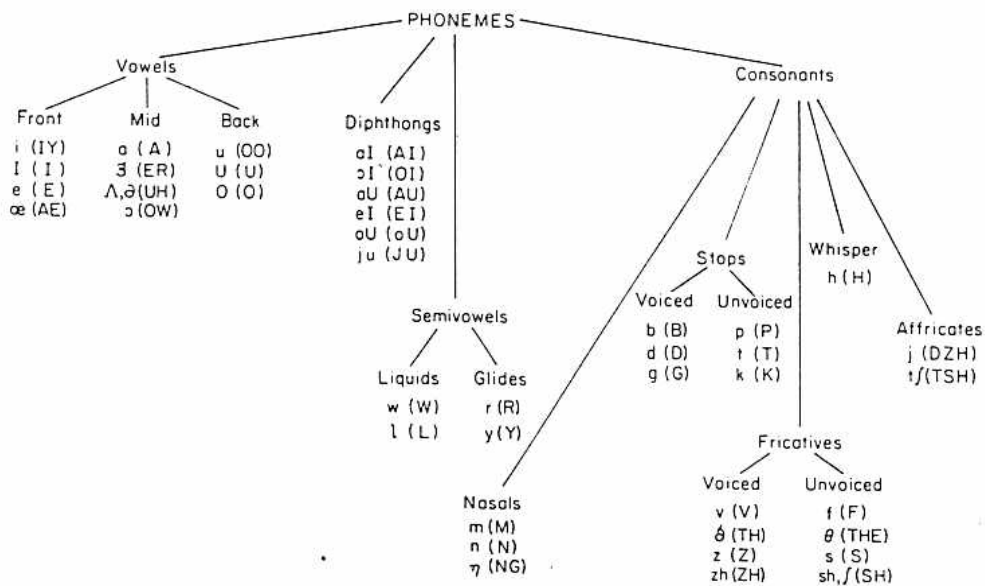 PHONEMES
Vowels
Front
i (IY)
I (I)
e (E)
æ (AE)
Mid
a (A)
3 (ER)
Λ,ə(UH)
ɔ (OW)
Back
u (OO)
U (U)
O (O)
Diphthongs
aI (AI)
ɔI (OI)
aU (AU)
eI (EI)
oU (oU)
ju (JU)
Semivowels
Liquids
w (W)
l (L)
Glides
r (R)
y (Y)
Consonants
Nasals
m (M)
n (N)
η (NG)
Stops
Voiced
b (B)
d (D)
g (G)
Unvoiced
p (P)
t (T)
k (K)
Fricatives
Voiced
v (V)
(TH)
z (Z)
zh (ZH)
Unvoiced
f (F)
θ (THE)
s (S)
sh,ʃ (SH)
Whisper
h (H)
Affricates
j (DZH)
tʃ (TSH)